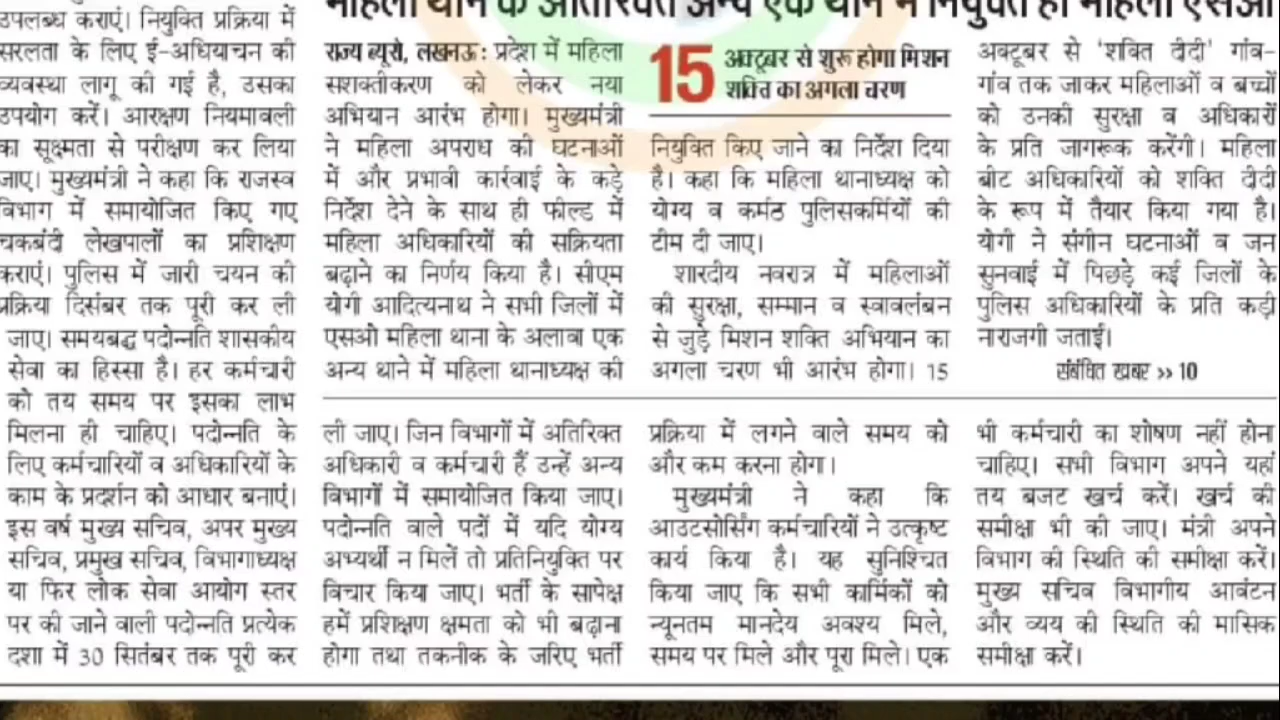 महिला थाने के अतिरिक्त अन्य एक थाने में नियुक्त हो महिला एसओ
उपलब्ध कराएं। नियुक्ति प्रक्रिया में
सरलता के लिए ई-अधियाचन की
व्यवस्था लागू की गई है, उसका
उपयोग करें। आरक्षण नियमावली
का सूक्ष्मता से परीक्षण कर लिया
जाए। मुख्यमंत्री ने कहा कि राजस्व
विभाग में समायोजित किए गए
चकबंदी लेखपालों का प्रशिक्षण
कराएं। पुलिस में जारी चयन की
प्रक्रिया दिसंबर तक पूरी कर ली
जाए। समयबद्ध पदोन्नति शासकीय
सेवा का हिस्सा है। हर कर्मचारी
को तय समय पर इसका लाभ
मिलना ही चाहिए। पदोन्नति के
लिए कर्मचारियों व अधिकारियों के
काम के प्रदर्शन को आधार बनाएं।
इस वर्ष मुख्य सचिव, अपर मुख्य
सचिव, प्रमुख सचिव, विभागाध्यक्ष
या फिर लोक सेवा आयोग स्तर
पर की जाने वाली पदोन्नति प्रत्येक
दशा में 30 सितंबर तक पूरी कर
राज्य ब्यूरो, लखनऊ: प्रदेश में महिला
सशक्तीकरण को लेकर नया
अभियान आरंभ होगा। मुख्यमंत्री
ने महिला अपराध की घटनाओं
में और प्रभावी कार्रवाई के कड़े
निर्देश देने के साथ ही फील्ड में
महिला अधिकारियों की सक्रियता
बढ़ाने का निर्णय किया है। सीएम
योगी आदित्यनाथ ने सभी जिलों में
एसओ महिला थाना के अलावा एक
अन्य थाने में महिला थानाध्यक्ष की
15 अक्टूबर से शुरू होगा मिशन
शक्ति का अगला चरण
नियुक्ति किए जाने का निर्देश दिया
है। कहा कि महिला थानाध्यक्ष को
योग्य व कर्मठ पुलिसकर्मियों की
टीम दी जाए।
शारदीय नवरात्र में महिलाओं
की सुरक्षा, सम्मान व स्वावलंबन
से जुड़े मिशन शक्ति अभियान का
अगला चरण भी आरंभ होगा। 15
अक्टूबर से 'शक्ति दीदी' गांव-
गांव तक जाकर महिलाओं व बच्चों
को उनकी सुरक्षा व अधिकारों
के प्रति जागरूक करेंगी। महिला
बीट अधिकारियों को शक्ति दीदी
के रूप में तैयार किया गया है।
योगी ने संगीन घटनाओं व जन
सुनवाई में पिछड़े कई जिलों के
पुलिस अधिकारियों के प्रति कड़ी
नाराजगी जताई।
संबंधित खबर >> 10
ली जाए। जिन विभागों में अतिरिक्त
अधिकारी व कर्मचारी हैं उन्हें अन्य
विभागों में समायोजित किया जाए।
पदोन्नति वाले पदों में यदि योग्य
अभ्यर्थी न मिलें तो प्रतिनियुक्ति पर
विचार किया जाए। भर्ती के सापेक्ष
हमें प्रशिक्षण क्षमता को भी बढ़ाना
होगा तथा तकनीक के जरिए भर्ती
प्रक्रिया में लगने वाले समय को
और कम करना होगा।
मुख्यमंत्री ने कहा कि
आउटसोर्सिंग कर्मचारियों ने उत्कृष्ट
कार्य किया है। यह सुनिश्चित
किया जाए कि सभी कार्मिकों को
न्यूनतम मानदेय अवश्य मिले,
समय पर मिले और पूरा मिले। एक
भी कर्मचारी का शोषण नहीं होना
चाहिए। सभी विभाग अपने यहां
तय बजट खर्च करें। खर्च की
समीक्षा भी की जाए। मंत्री अपने
विभाग की स्थिति की समीक्षा करें।
मुख्य सचिव विभागीय आवंटन
और व्यय की स्थिति की मासिक
समीक्षा करें।